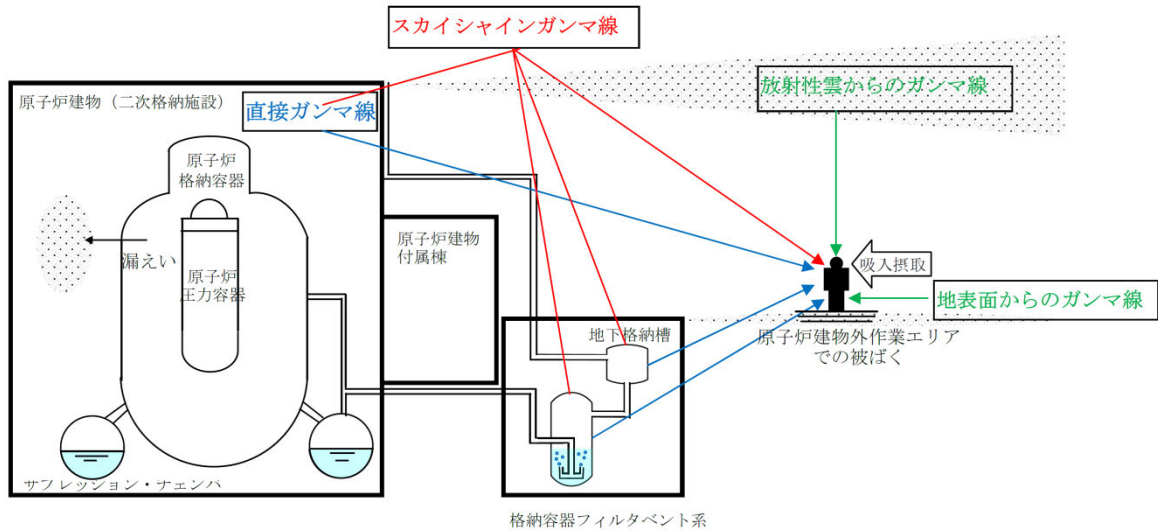 スカイシャインガンマ線
原子炉建物（二次格納施設）
直接ガンマ線
放射性雲からのガンマ線
原子炉
格納容器
原子炉建物
付属棟
漏えい
原子炉
圧力容器
吸入摂取
地表面からのガンマ線
地下格納槽
原子炉建物外作業エリア
での被ばく
サプレッション・チェンバ
格納容器フィルタベント系